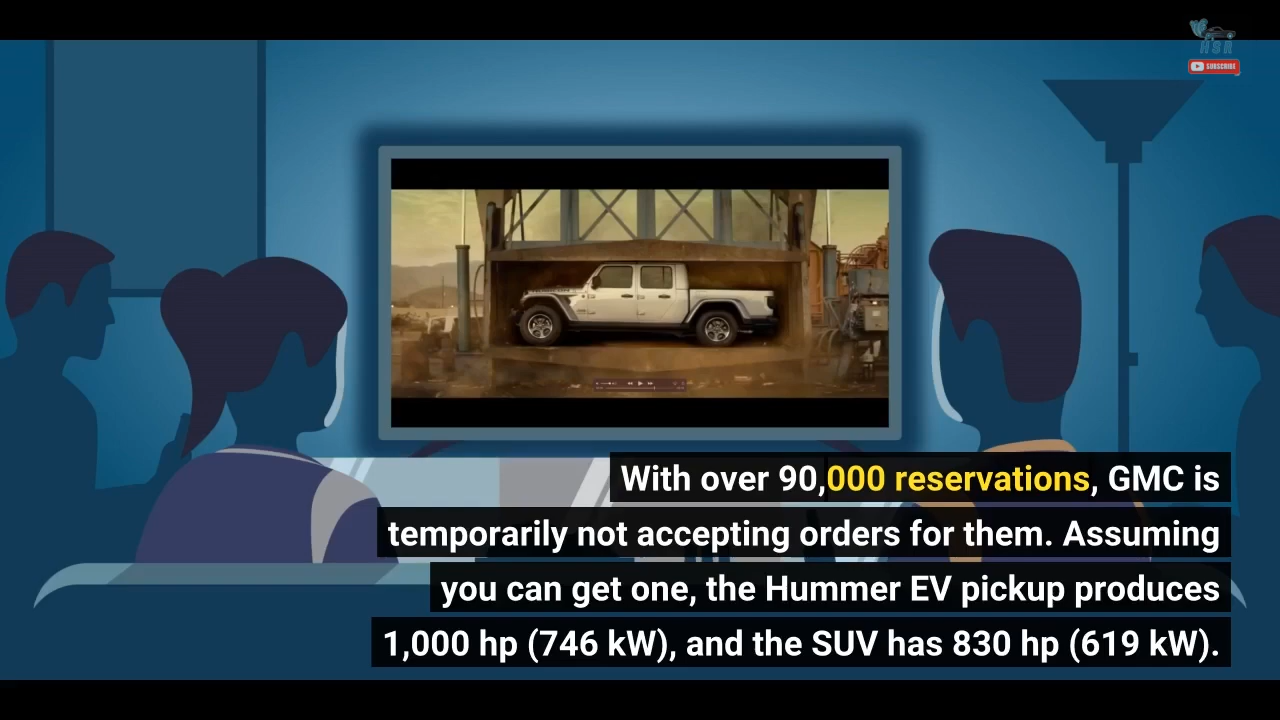 HSR
SUBSCRIBE
With over 90,000 reservations, GMC is
temporarily not accepting orders for them. Assuming
you can get one, the Hummer EV pickup produces
1,000 hp (746 kW), and the SUV has 830 hp (619 kW).